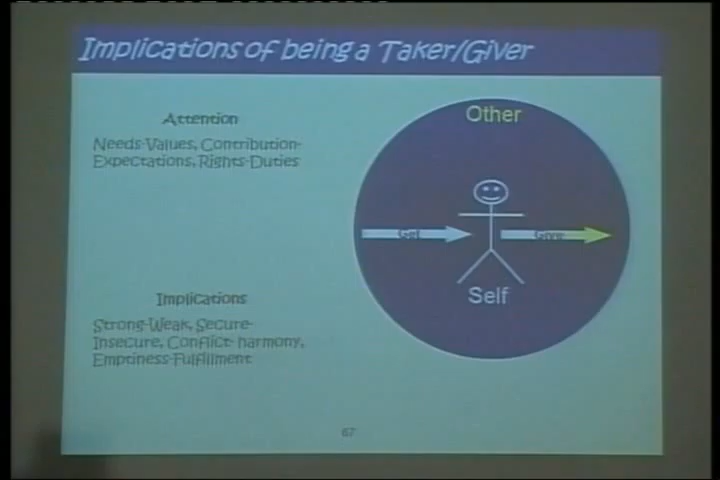 Implications of being a Taker/Giver
Attention
Needs-Values, Contribution-
Expectations, Rights-Duties
Other
Get
Give
Self
Implications
Strong-Weak, Secure-
Insecure, Conflict- harmony,
Emptiness-Fulfillment
67